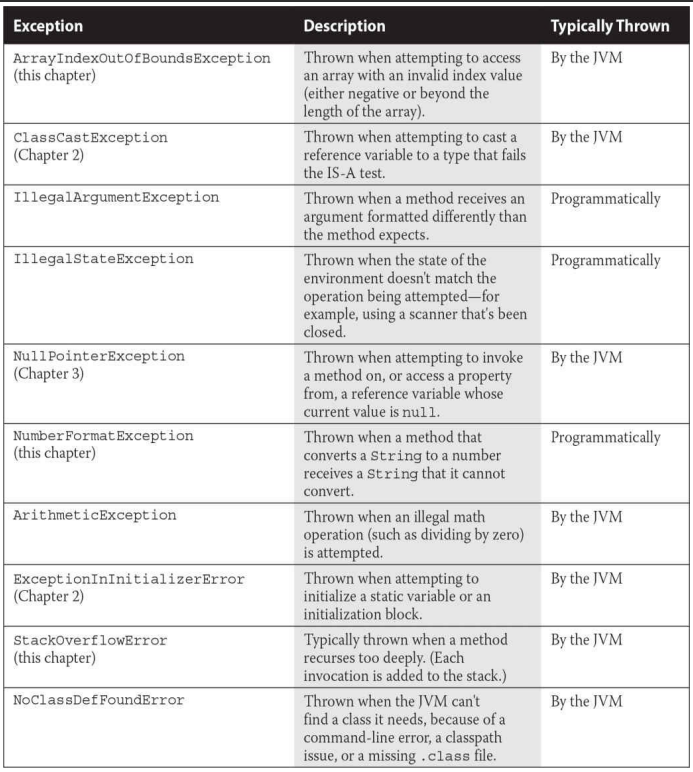 Exception Description Typically Thrown
ArrayIndexOutOfBoundsException Thrown when attempting to access By the JVM
(this chapter) an array with an invalid index value
(either negative or beyond the
length of the array).
ClassCastException Thrown when attempting to cast a By the JVM
(Chapter 2) reference variable to a type that fails
the IS-A test.
IllegalArgumentException Thrown when a method receives an Programmatically
argument formatted differently than
the method expects.
IllegalStateException Thrown when the state of the Programmatically
environment doesn't match the
operation being attempted—for
example, using a scanner that's been
closed.
NullPointerException Thrown when attempting to invoke By the JVM
(Chapter 3) a method on, or access a property
from, a reference variable whose
current value is null.
NumberFormatException Thrown when a method that Programmatically
(this chapter) converts a String to a number
receives a String that it cannot
convert.
ArithmeticException Thrown when an illegal math By the JVM
operation (such as dividing by zero)
is attempted.
ExceptionInInitializerError Thrown when attempting to By the JVM
(Chapter 2) initialize a static variable or an
initialization block.
StackOverflowError Typically thrown when a method By the JVM
(this chapter) recurses too deeply. (Each
invocation is added to the stack.)
NoClassDefFoundError Thrown when the JVM can't By the JVM
find a class it needs, because of a
command-line error, a classpath
issue, or a missing .class file.